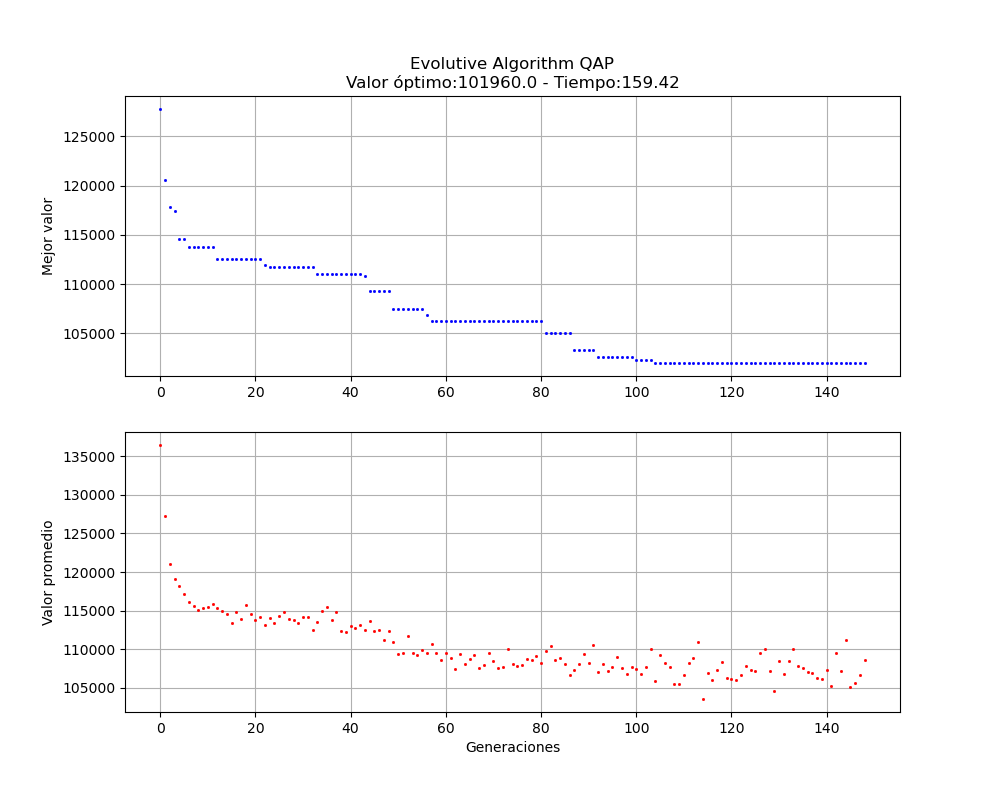 Evolutive Algorithm QAP
Valor óptimo:101960.0 - Tiempo:159.42
Mejor valor
125000
120000
115000
110000
105000
0 20 40 60 80 100 120 140
Valor promedio
135000
130000
125000
120000
115000
110000
105000
0 20 40 60 80 100 120 140
Generaciones